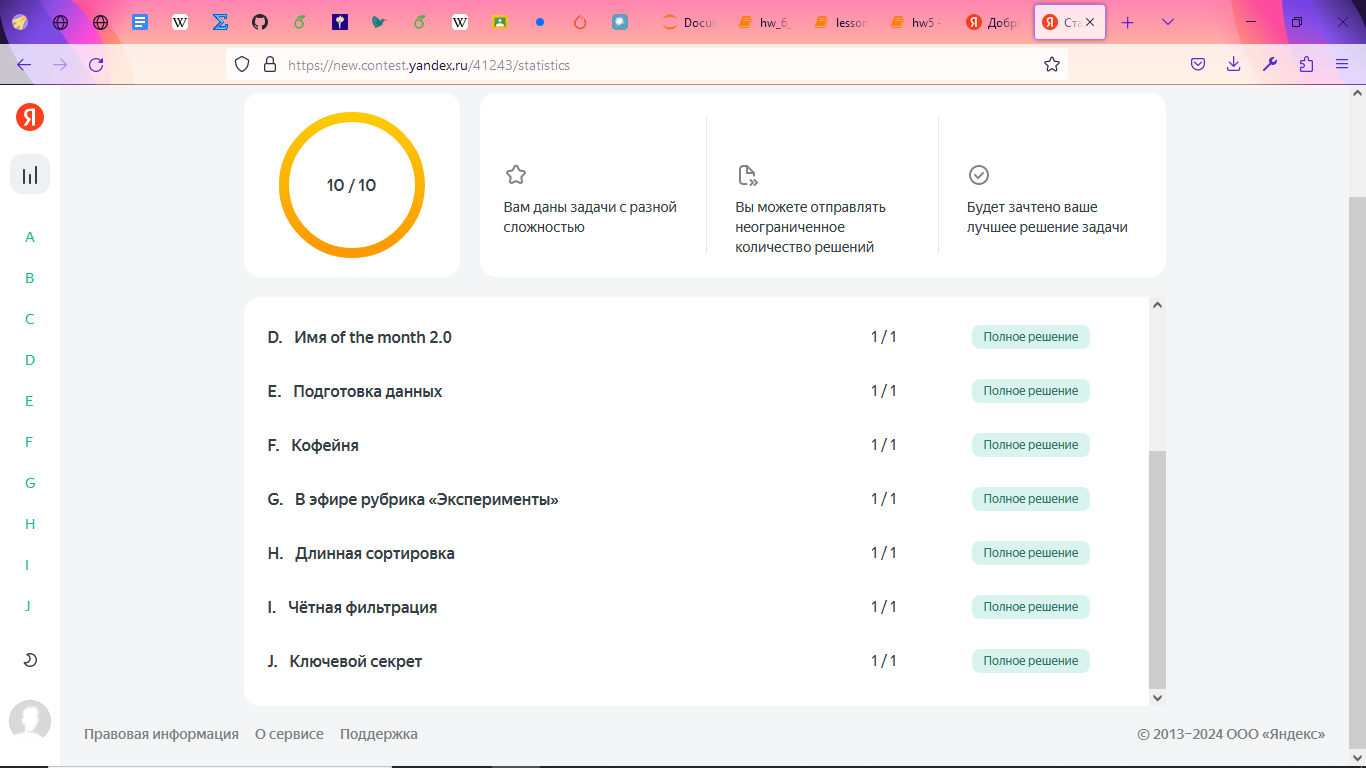 Docum
hw_6_
lesson
hw5 -
Добр
Ста
https://new.contest.yandex.ru/41243/statistics
Я
A
B
C
D
E
F
G
H
I
J
10 / 10
Вам даны задачи с разной
сложностью
Вы можете отправлять
неограниченное
количество решений
Будет зачтено ваше
лучшее решение задачи
D. Имя of the month 2.0 1 / 1 Полное решение
E. Подготовка данных 1 / 1 Полное решение
F. Кофейня 1 / 1 Полное решение
G. В эфире рубрика «Эксперименты» 1 / 1 Полное решение
H. Длинная сортировка 1 / 1 Полное решение
I. Чётная фильтрация 1 / 1 Полное решение
J. Ключевой секрет 1 / 1 Полное решение
Правовая информация О сервисе Поддержка © 2013–2024 ООО «Яндекс»